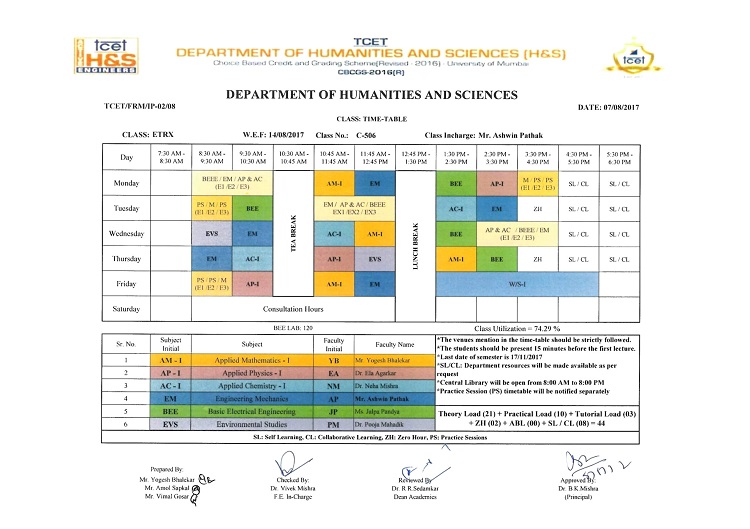 tcet
H&S
ENGINEERS
TCET
DEPARTMENT OF HUMANITIES AND SCIENCES (H&S)
Choice Based Credit and Grading Scheme(Revised - 2016) - University of Mumbai
CBCGS-2016(R)
tcet
DEPARTMENT OF HUMANITIES AND SCIENCES
TCET/FRM/IP-02/08
DATE: 07/08/2017
CLASS: TIME-TABLE
CLASS: ETRX W.E.F: 14/08/2017 Class No.: C-506 Class Incharge: Mr. Ashwin Pathak
Day 7:30 AM - 8:30 AM 8:30 AM - 9:30 AM 9:30 AM - 10:30 AM 10:30 AM - 10:45 AM 10:45 AM - 11:45 AM 11:45 AM - 12:45 PM 12:45 PM - 1:30 PM 1:30 PM - 2:30 PM 2:30 PM - 3:30 PM 3:30 PM - 4:30 PM 4:30 PM - 5:30 PM 5:30 PM - 6:30 PM
Monday BEEE / EM / AP & AC (E1 /E2 / E3) AM-I EM BEE AP-I M / PS / PS (E1 /E2 / E3) SL / CL SL / CL
Tuesday PS / M / PS (E1 /E2 / E3) BEE EM / AP & AC / BEEE EX1 /EX2 / EX3 AC-I EM ZH SL / CL SL / CL
TEA BREAK
LUNCH BREAK
Wednesday EVS EM AC-I AM-I BEE AP & AC / BEEE / EM (E1 /E2 / E3) SL / CL SL / CL
Thursday EM AC-I AP-I EVS AM-I BEE ZH SL / CL SL / CL
Friday PS / PS / M (E1 /E2 / E3) AP-I AM-I EM W/S-I
Saturday Consultation Hours
BEE LAB: 120 Class Utilization = 74.29 %
Sr. No. Subject Initial Subject Faculty Initial Faculty Name
1 AM - I Applied Mathematics - I YB Mr. Yogesh Bhalekar
2 AP - I Applied Physics - I EA Dr. Ela Agarkar
3 AC - I Applied Chemistry - I NM Dr. Neha Mishra
4 EM Engineering Mechanics AP Mr. Ashwin Pathak
5 BEE Basic Electrical Engineering JP Ms. Jalpa Pandya
6 EVS Environmental Studies PM Dr. Pooja Mahadik
*The venues mention in the time-table should be strictly followed.
*The students should be present 15 minutes before the first lecture.
*Last date of semester is 17/11/2017
*SL/CL: Department resources will be made available as per
request
*Central Library will be open from 8:00 AM to 8:00 PM
*Practice Session (PS) timetable will be notified separately
Theory Load (21) + Practical Load (10) + Tutorial Load (03)
+ ZH (02) + ABL (00) + SL / CL (08) = 44
SL: Self Learning, CL: Collaborative Learning, ZH: Zero Hour, PS: Practice Sessions
Prepared By:
Mr. Yogesh Bhalekar
Mr. Amol Sapkal
Mr. Vimal Gosar
Checked By:
Dr. Vivek Mishra
F.E. In-Charge
Reviewed By
Dr. R.R.Sedamkar
Dean Academics
Approved By
Dr. B.K.Mishra
(Principal)